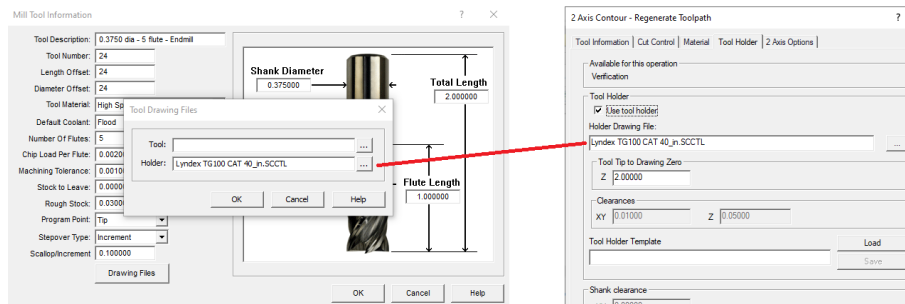 Mill Tool Information
Tool Description: 0.3750 dia - 5 flute - Endmill
Tool Number: 24
Length Offset: 24
Diameter Offset: 24
Tool Material: High Sp
Default Coolant: Flood
Number Of Flutes: 5
Chip Load Per Flute: 0.0020
Machining Tolerance: 0.0010
Stock to Leave: 0.0000
Rough Stock: 0.0300
Program Point: Tip
Stepover Type: Increment
Scallop/Increment 0.100000
Drawing Files
Shank Diameter
0.375000
Total Length
2.000000
Flute Length
1.000000
OK Cancel Help
Tool Drawing Files
Tool: ...
Holder: Lyndex TG100 CAT 40_in.SCCTL ...
OK Cancel Help
2 Axis Contour - Regenerate Toolpath ?
Tool Information Cut Control Material Tool Holder 2 Axis Options
Available for this operation
Verification
Tool Holder
Use tool holder
Holder Drawing File:
Lyndex TG100 CAT 40_in.SCCTL ...
Tool Tip to Drawing Zero
Z 2.00000
Clearances
XY 0.01000 Z 0.05000
Tool Holder Template Load
Save
Shank clearance